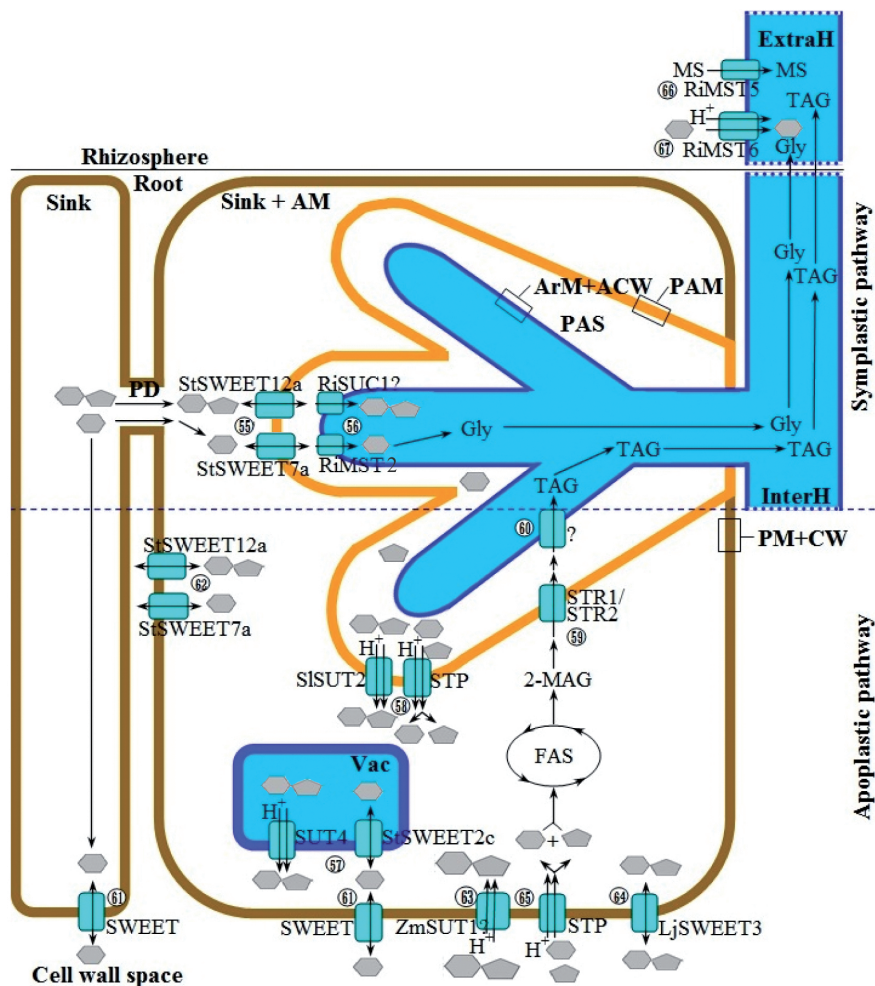 ExtraH
MS
MS
66
RiMST5
TAG
H+
67
RiMST6
Gly
Rhizosphere
Root
Sink
Sink + AM
Symplastic pathway
Gly
TAG
ArM+ACW
PAM
PAS
PD
StSWEET12a
RiSUC1?
55
56
Gly
Gly
StSWEET7a
RiMST2
TAG
TAG
TAG
InterH
60
?
PM+CW
StSWEET12a
62
StSWEET7a
STR1/
STR2
59
H+
H+
SlSUT2
STP
58
2-MAG
Apoplastic pathway
FAS
Vac
H+
SUT4
StSWEET2c
57
+
61
61
63
65
64
SWEET
SWEET
ZmSUT1?
H+
H+
STP
LjSWEET3
Cell wall space